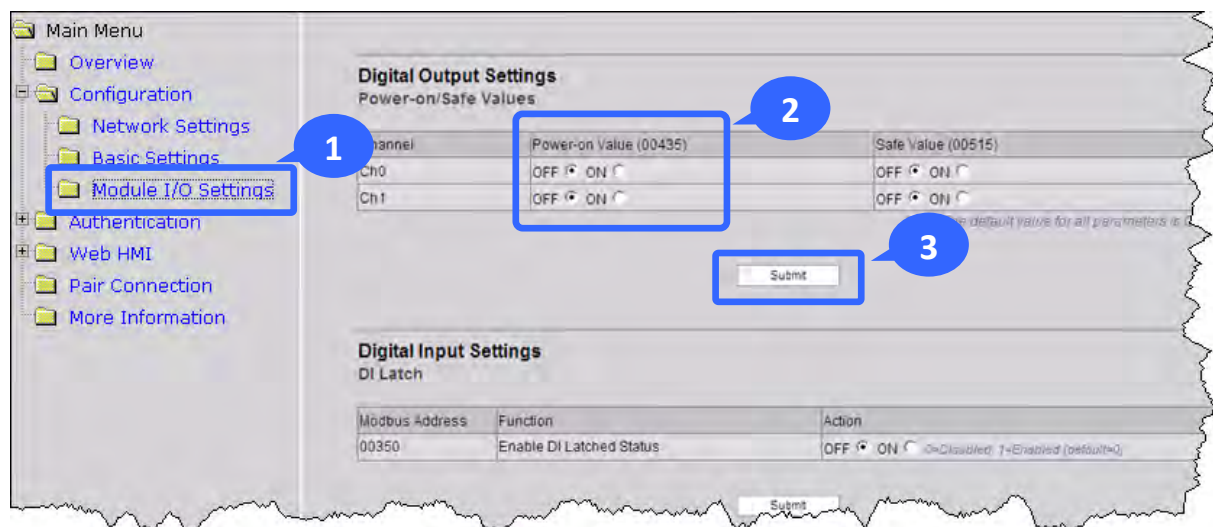 Main Menu
Overview
Configuration
Network Settings
Basic Settings
Module I/O Settings
Authentication
Web HMI
Pair Connection
More Information
1
Digital Output Settings
Power-on/Safe Values
2
Channel Power-on Value (00435) Safe Value (00515)
Ch0 OFF ON OFF ON
Ch1 OFF ON OFF ON
default value for all parameters is
3
Submit
Digital Input Settings
DI Latch
Modbus Address Function Action
00350 Enable DI Latched Status OFF ON 0=Disabled, 1=Enabled (default=0)
Submit